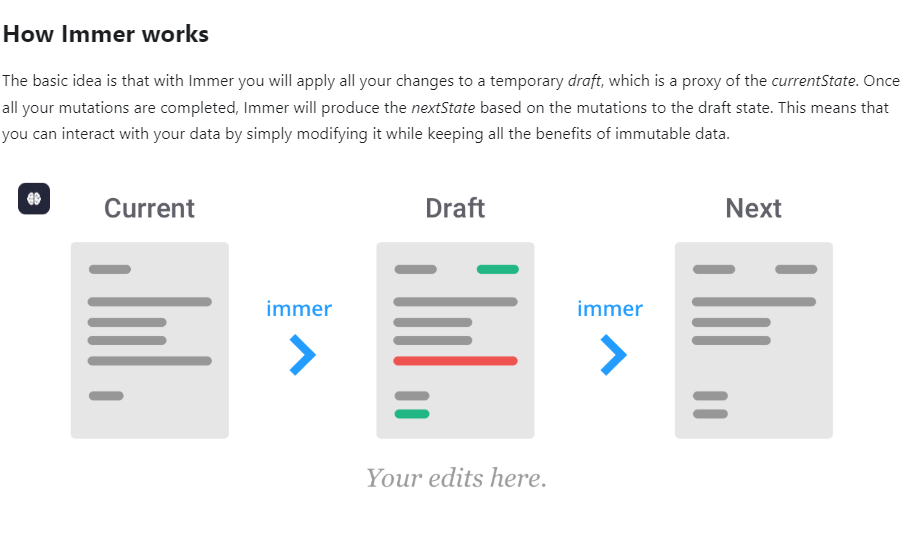 How Immer works
The basic idea is that with Immer you will apply all your changes to a temporary draft, which is a proxy of the currentState. Once
all your mutations are completed, Immer will produce the nextState based on the mutations to the draft state. This means that
you can interact with your data by simply modifying it while keeping all the benefits of immutable data.
Current
Draft
Next
immer
immer
Your edits here.